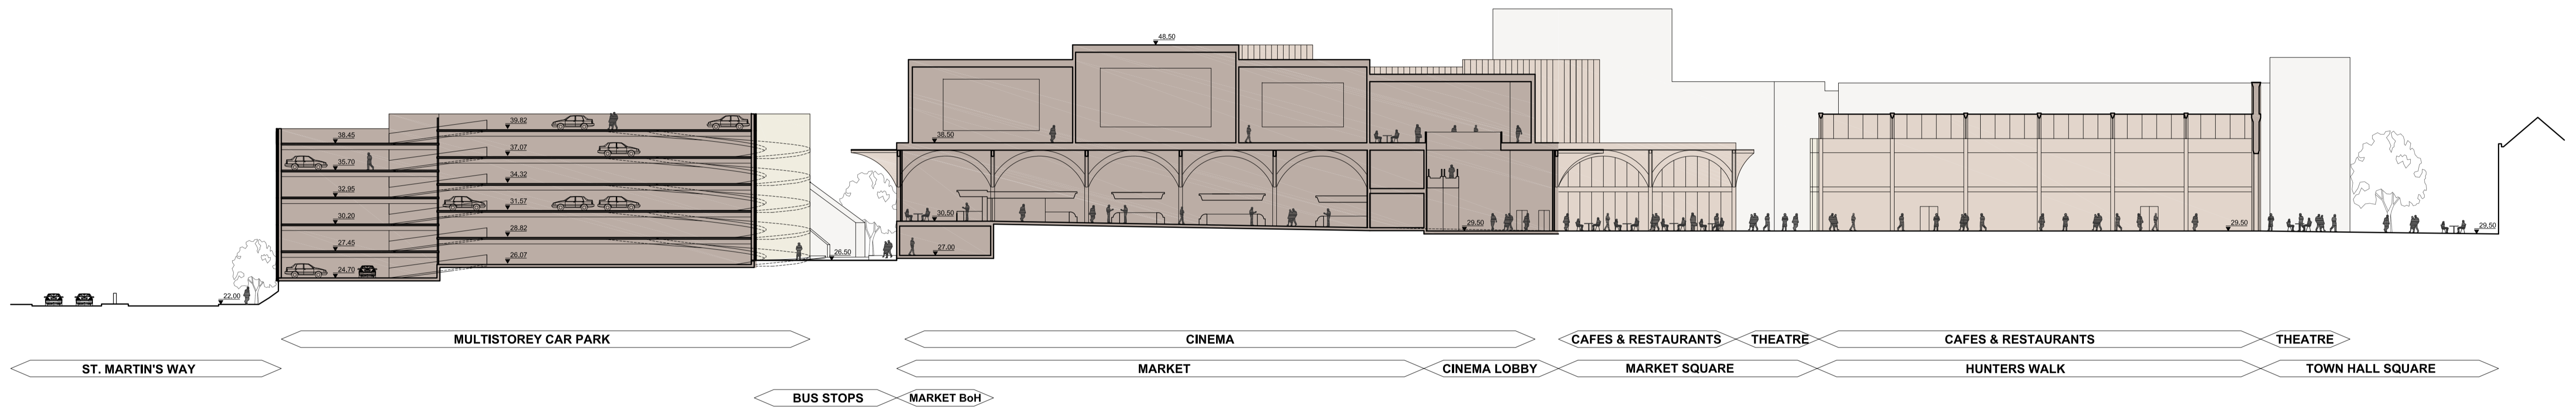 48.50
38.45
39.82
35.70
37.07
38.50
32.95
34.32
30.20
31.57
30.50
27.45
28.82
29.50
29.50
29.50
24.70
26.07
26.50
27.00
22.00
MULTISTOREY CAR PARK
CINEMA
CAFES & RESTAURANTS
THEATRE
CAFES & RESTAURANTS
THEATRE
ST. MARTIN'S WAY
MARKET
CINEMA LOBBY
MARKET SQUARE
HUNTERS WALK
TOWN HALL SQUARE
BUS STOPS
MARKET BoH